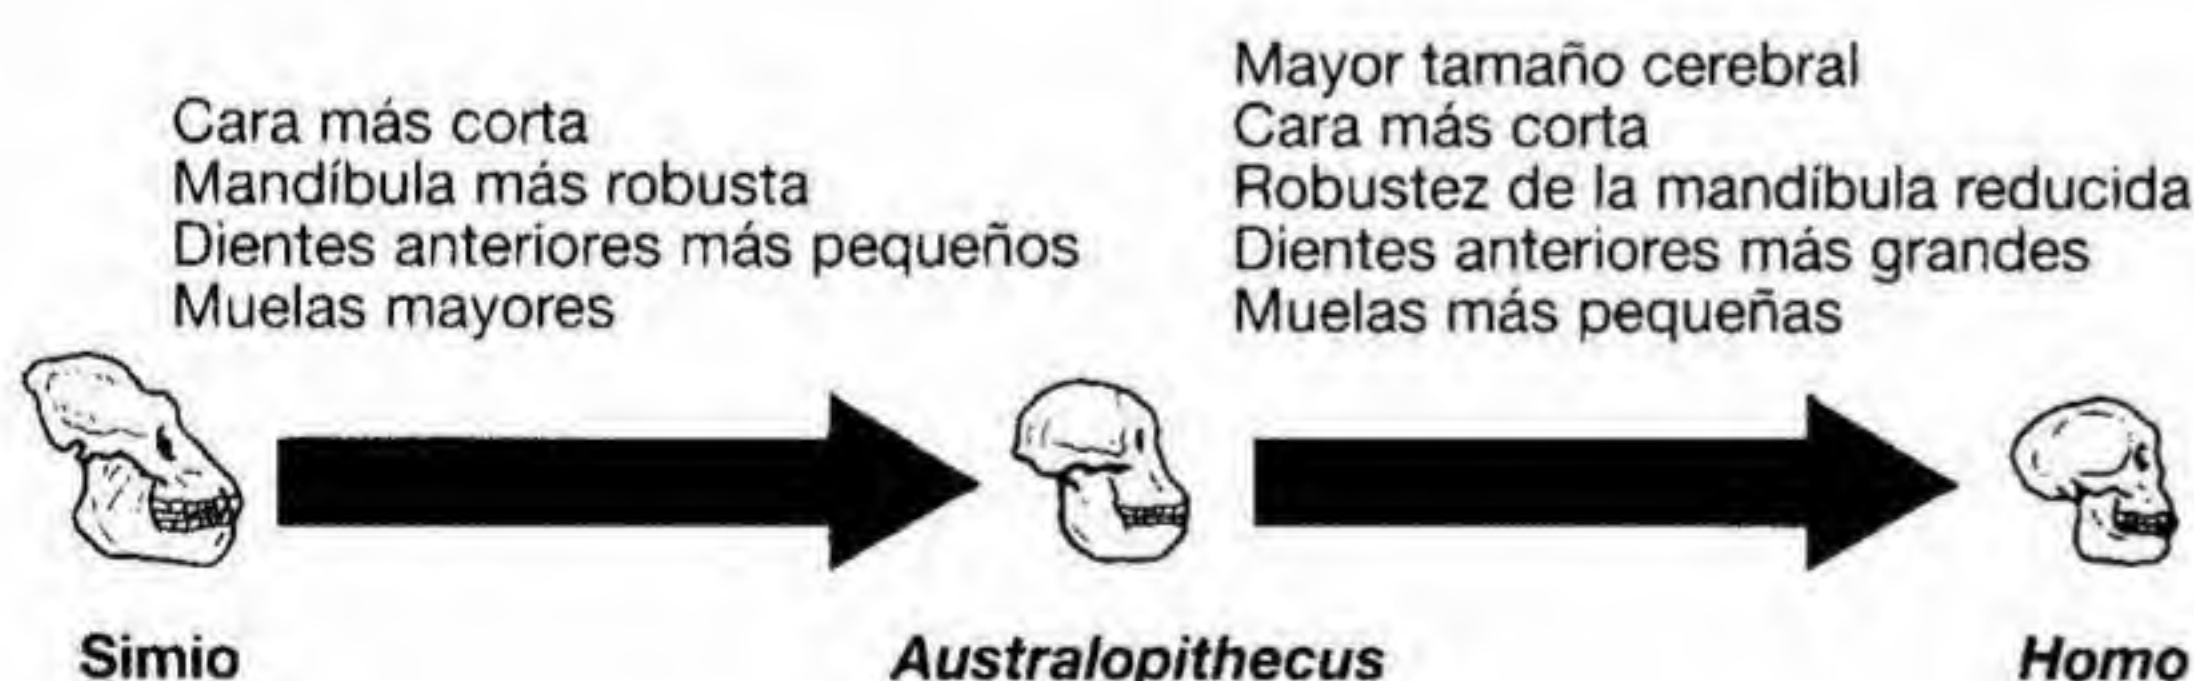 Cara más corta
Mandíbula más robusta
Dientes anteriores más pequeños
Muelas mayores
Mayor tamaño cerebral
Cara más corta
Robustez de la mandíbula reducida
Dientes anteriores más grandes
Muelas más pequeñas
Simio
Australopithecus
Homo